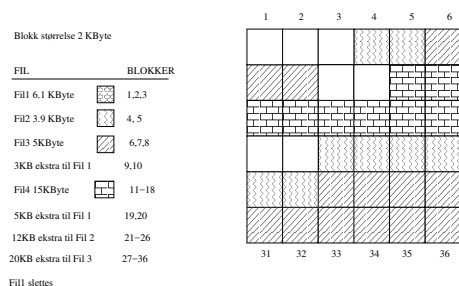 Blokk størrelse 2 KByte
FIL BLOKKER
Fil1 6.1 KByte 1,2,3
Fil2 3.9 KByte 4, 5
Fil3 5KByte 6,7,8
3KB ekstra til Fil 1 9,10
Fil4 15KByte 11−18
5KB ekstra til Fil 1 19,20
12KB ekstra til Fil 2 21−26
20KB ekstra til Fil 3 27−36
Fil1 slettes
1 2 3 4 5 6
31 32 33 34 35 36